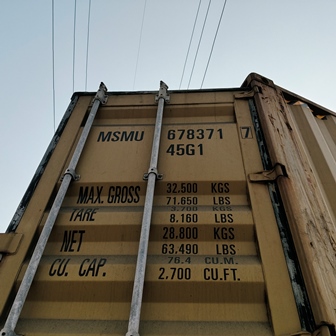 MSMU 678371 7
45G1
MAX. GROSS 32.500 KGS
71.650 LBS
TARE 3.700 KGS
8.160 LBS
NET 28.800 KGS
63.490 LBS
CU. CAP. 76.4 CU.M.
2.700 CU.FT.